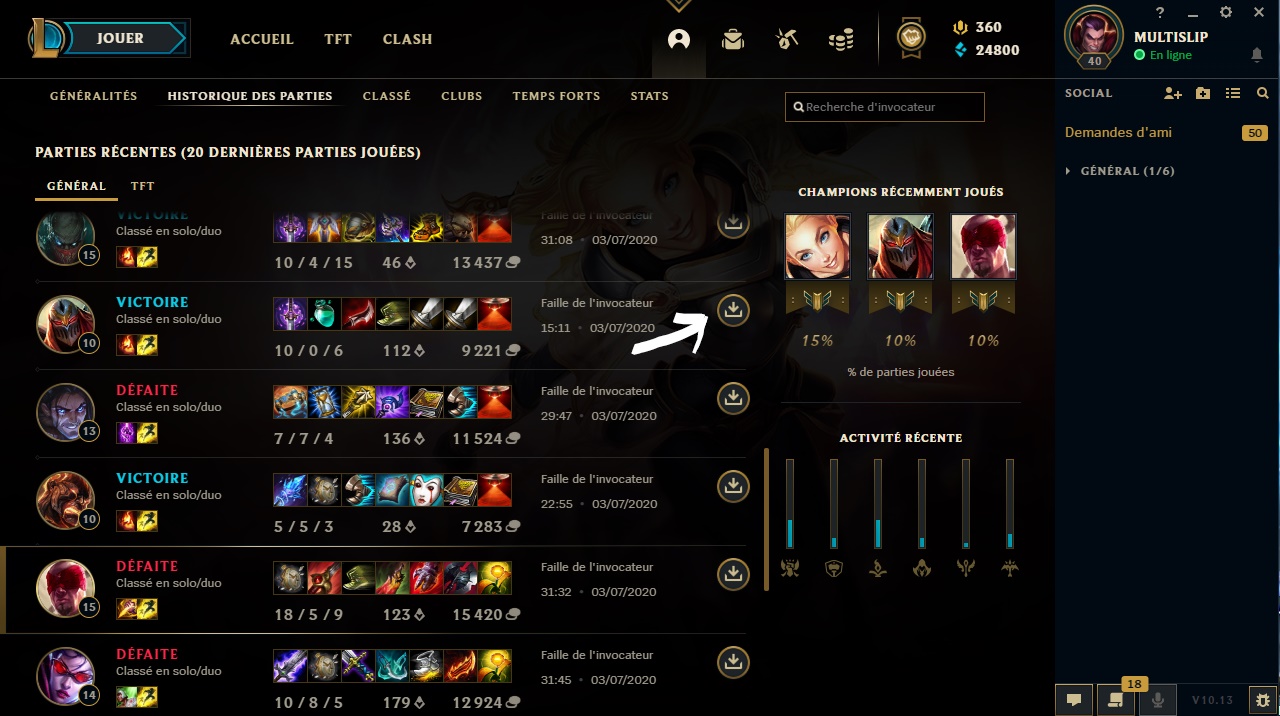 JOUER
ACCUEIL
TFT
CLASH
360
24800
?
MULTISLIP
En ligne
40
GÉNÉRALITÉS
HISTORIQUE DES PARTIES
CLASSÉ
CLUBS
TEMPS FORTS
STATS
Recherche d'invocateur
SOCIAL
Demandes d'ami
50
GÉNÉRAL (1/6)
PARTIES RÉCENTES (20 DERNIÈRES PARTIES JOUÉES)
GÉNÉRAL
TFT
15
VICTOIRE
Classé en solo/duo
10 / 4 / 15
46
13 437
Faille de l'invocateur
31:08 • 03/07/2020
10
VICTOIRE
Classé en solo/duo
10 / 0 / 6
112
9 221
Faille de l'invocateur
15:11 • 03/07/2020
13
DÉFAITE
Classé en solo/duo
7 / 7 / 4
136
11 524
Faille de l'invocateur
29:47 • 03/07/2020
10
VICTOIRE
Classé en solo/duo
5 / 5 / 3
28
7 283
Faille de l'invocateur
22:55 • 03/07/2020
15
DÉFAITE
Classé en solo/duo
18 / 5 / 9
123
15 420
Faille de l'invocateur
31:32 • 03/07/2020
14
DÉFAITE
Classé en solo/duo
10 / 8 / 5
179
12 924
Faille de l'invocateur
31:45 • 03/07/2020
CHAMPIONS RÉCEMMENT JOUÉS
15%
10%
10%
% de parties jouées
ACTIVITÉ RÉCENTE
18
V10.13